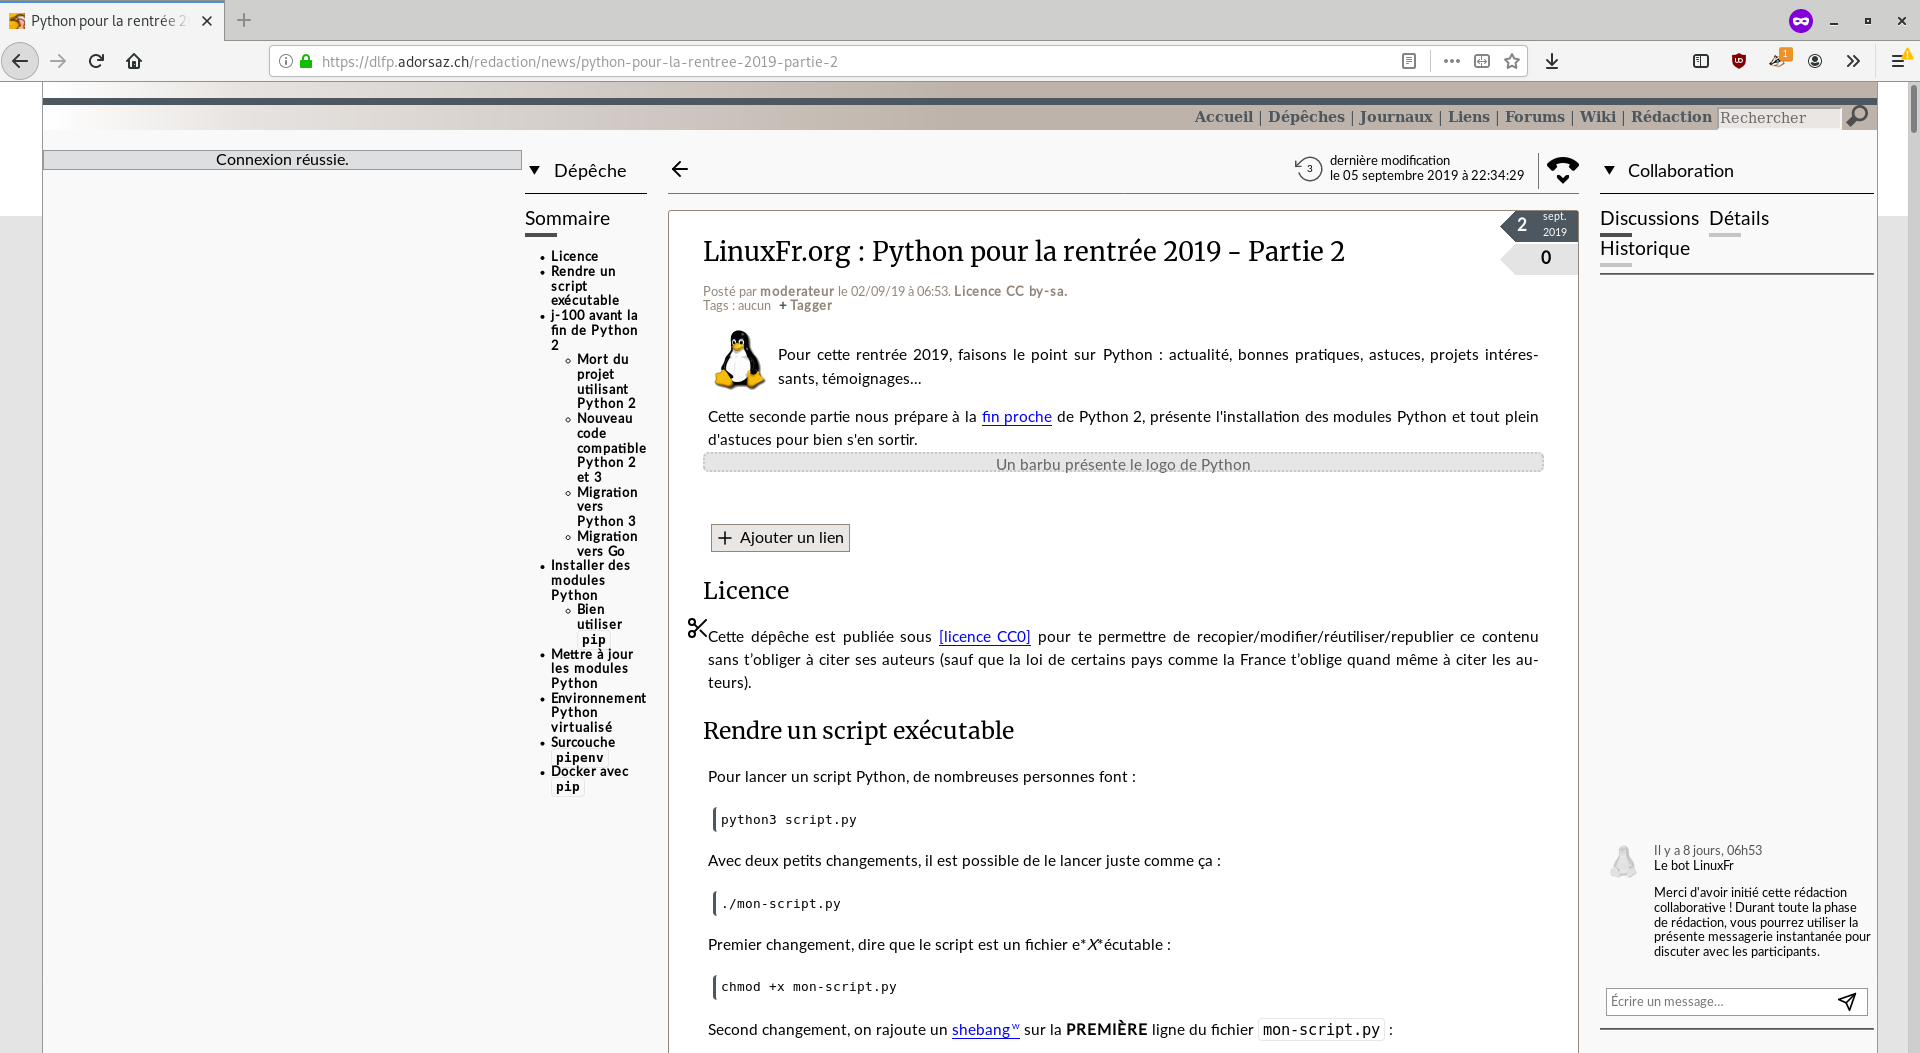 Python pour la rentrée 2
https://dlfp.adorsaz.ch/redaction/news/python-pour-la-rentree-2019-partie-2
1
Accueil | Dépêches | Journaux | Liens | Forums | Wiki | Rédaction Rechercher
Connexion réussie.
Dépêche
Sommaire
Licence
Rendre un
script
exécutable
j-100 avant la
fin de Python
2
Mort du
projet
utilisant
Python 2
Nouveau
code
compatible
Python 2
et 3
Migration
vers
Python 3
Migration
vers Go
Installer des
modules
Python
Bien
utiliser
pip
Mettre à jour
les modules
Python
Environnement
Python
virtualisé
Surcouche
pipenv
Docker avec
pip
3
dernière modification
le 05 septembre 2019 à 22:34:29
2 sept.
2019
0
LinuxFr.org : Python pour la rentrée 2019 - Partie 2
Posté par moderateur le 02/09/19 à 06:53. Licence CC by-sa.
Tags : aucun + Tagger
Pour cette rentrée 2019, faisons le point sur Python : actualité, bonnes pratiques, astuces, projets intéres-
sants, témoignages…
Cette seconde partie nous prépare à la fin proche de Python 2, présente l'installation des modules Python et tout plein
d'astuces pour bien s'en sortir.
Un barbu présente le logo de Python
+ Ajouter un lien
Licence
Cette dépêche est publiée sous [licence CC0] pour te permettre de recopier/modifier/réutiliser/republier ce contenu
sans t’obliger à citer ses auteurs (sauf que la loi de certains pays comme la France t’oblige quand même à citer les au-
teurs).
Rendre un script exécutable
Pour lancer un script Python, de nombreuses personnes font :
python3 script.py
Avec deux petits changements, il est possible de le lancer juste comme ça :
./mon-script.py
Premier changement, dire que le script est un fichier e*X*écutable :
chmod +x mon-script.py
Second changement, on rajoute un shebang w sur la PREMIÈRE ligne du fichier mon-script.py :
Collaboration
Discussions Détails
Historique
Il y a 8 jours, 06h53
Le bot LinuxFr
Merci d'avoir initié cette rédaction
collaborative ! Durant toute la phase
de rédaction, vous pourrez utiliser la
présente messagerie instantanée pour
discuter avec les participants.
Écrire un message…